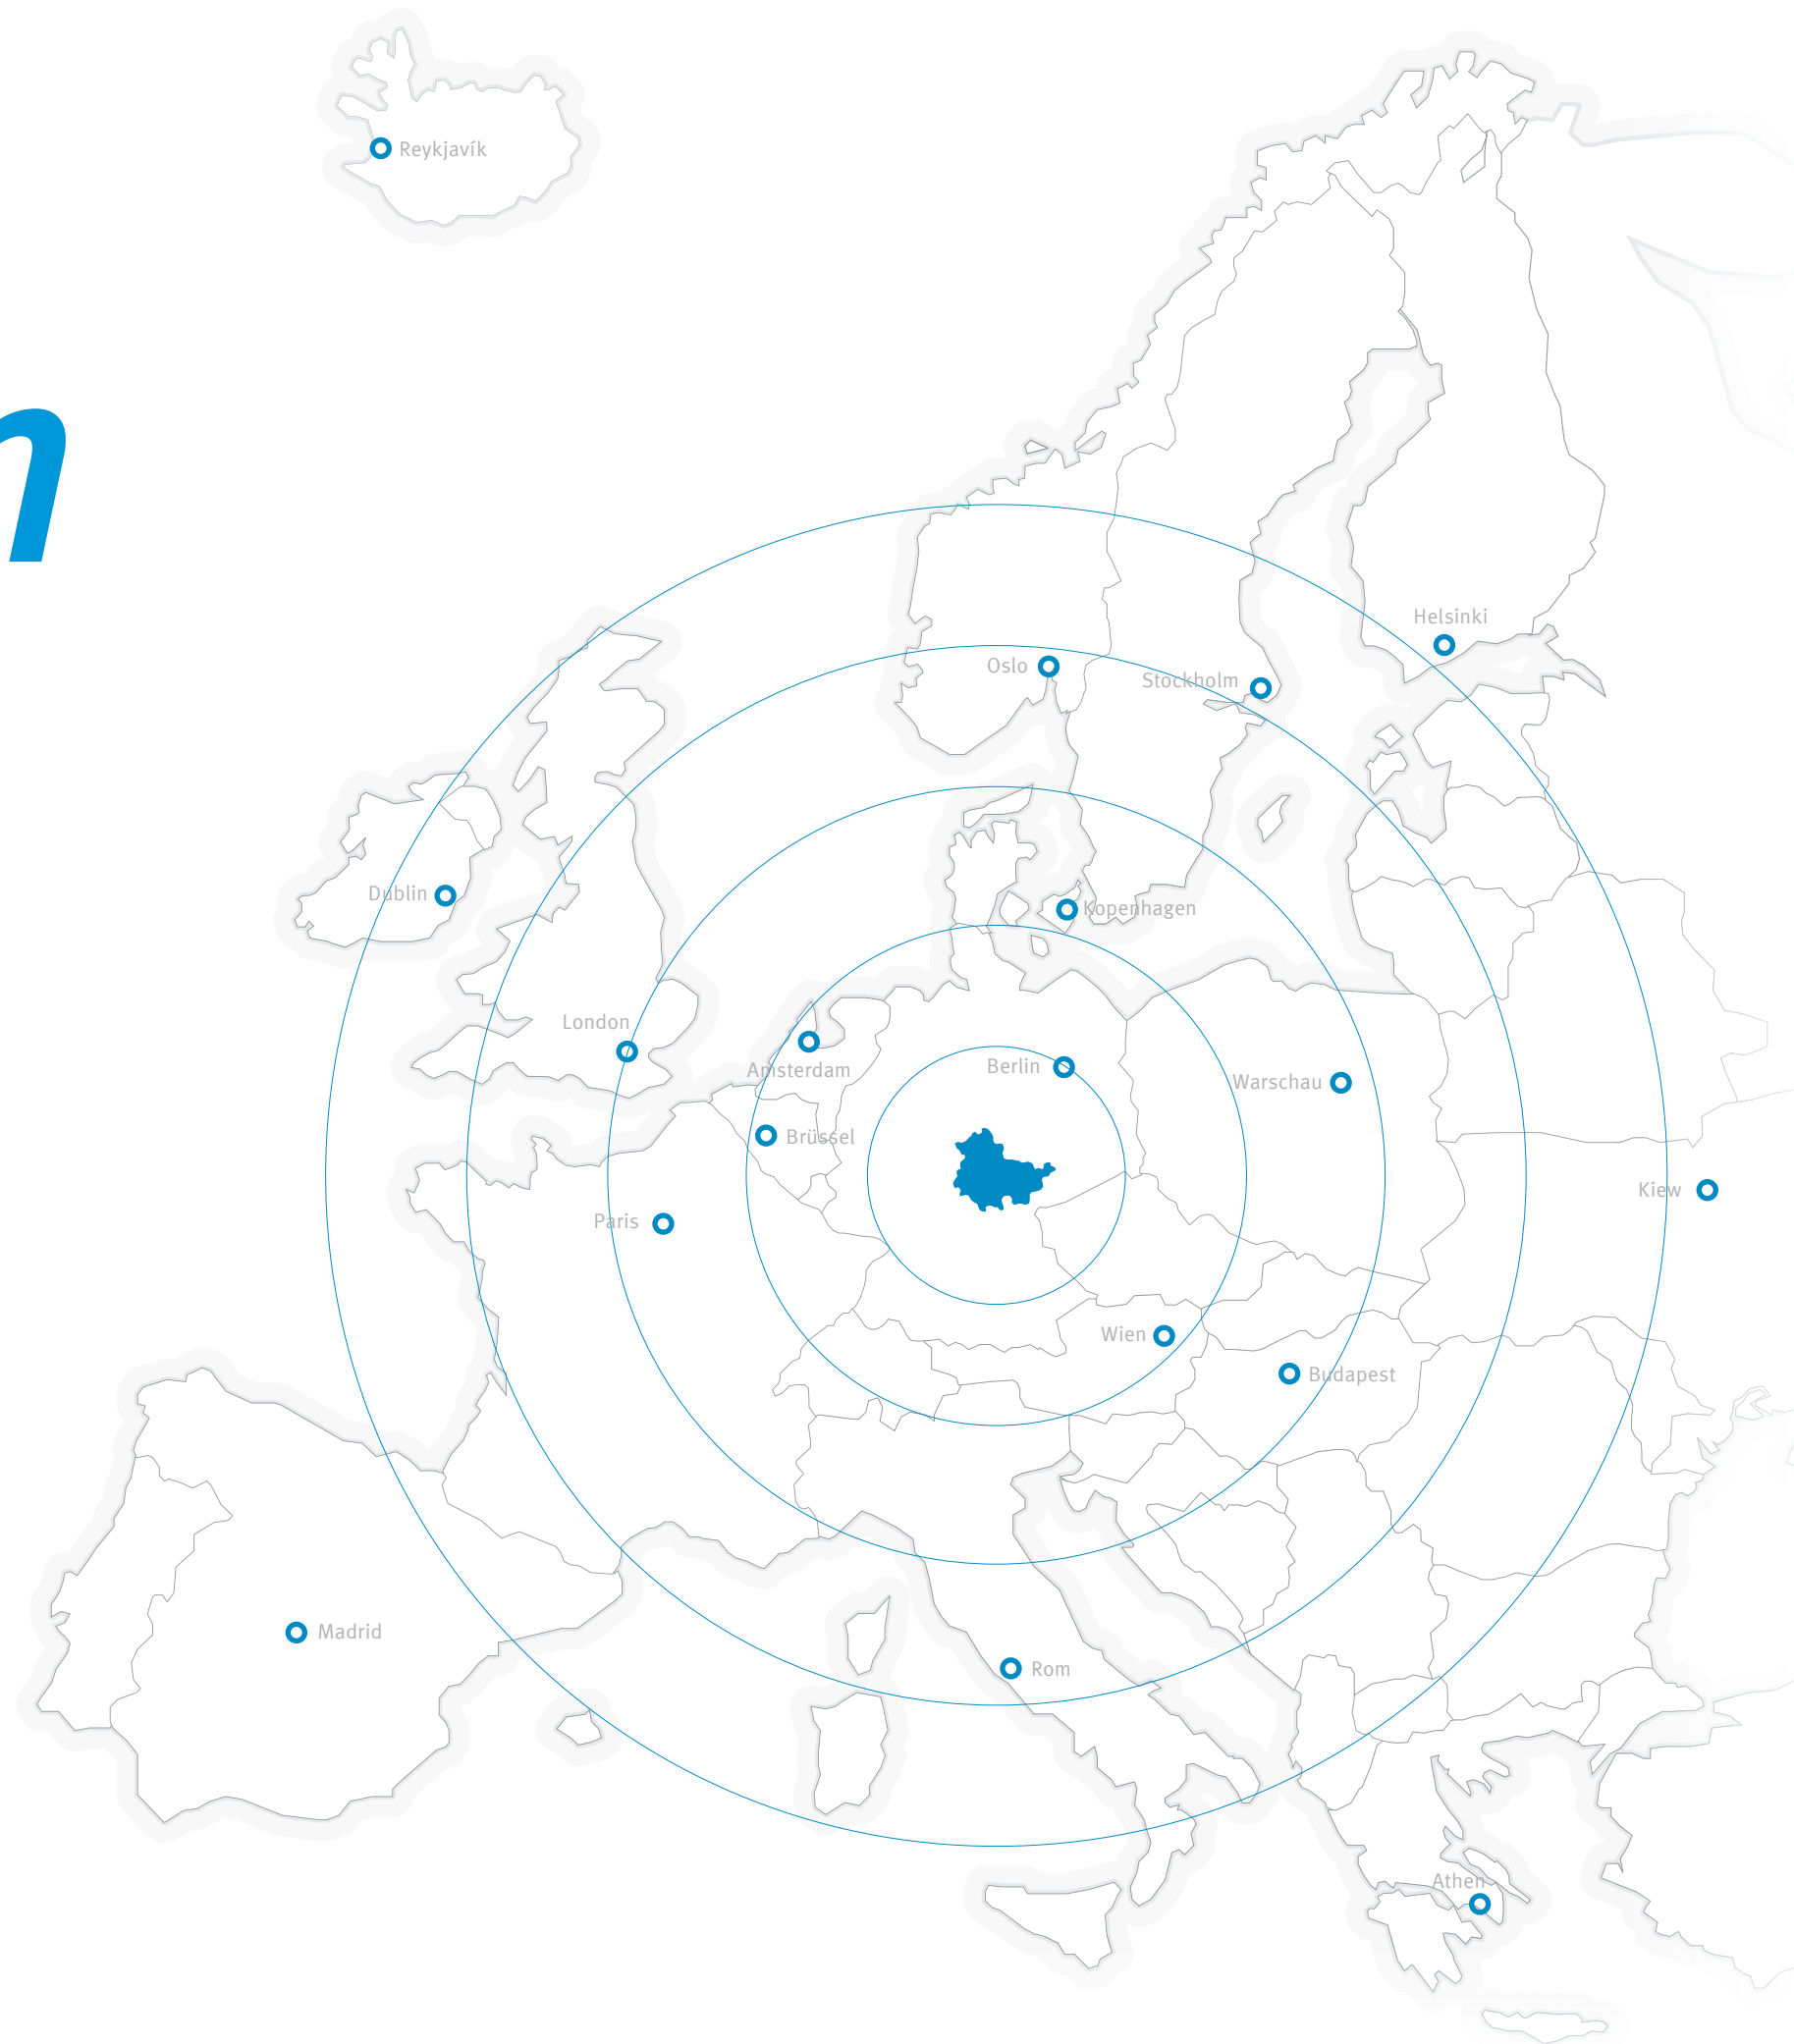 Reykjavík
n
Helsinki
Oslo
Stockholm
Dublin
Kopenhagen
London
Amsterdam
Berlin
Warschau
Brüssel
Kiew
Paris
Wien
Budapest
Madrid
Rom
Athen